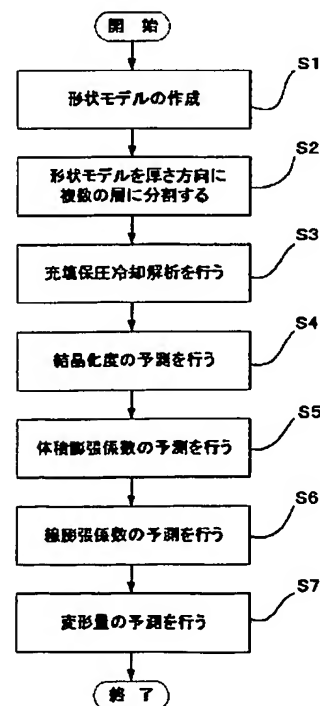 開 始
S1
形状モデルの作成
S2
形状モデルを厚さ方向に
複数の層に分割する
S3
充填保圧冷却解析を行う
S4
結晶化度の予測を行う
S5
体積膨張係数の予測を行う
S6
線膨張係数の予測を行う
S7
変形量の予測を行う
終 了